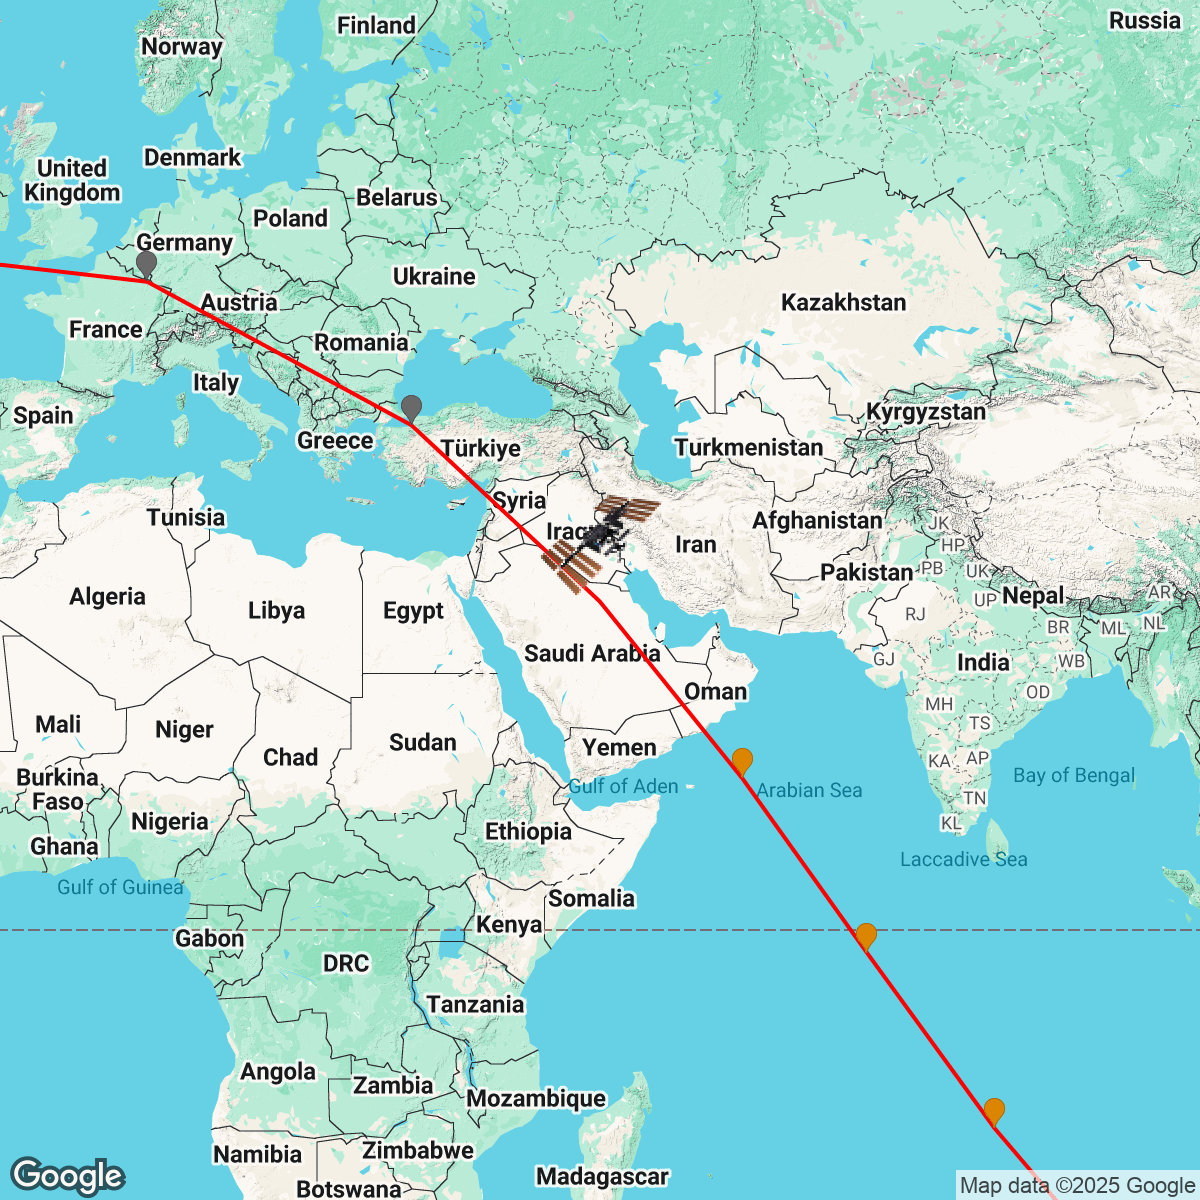 Russia
Finland
Norway
Denmark
United
Kingdom
Belarus
Poland
Germany
Ukraine
Austria
Kazakhstan
France
Romania
Italy
Kyrgyzstan
Spain
Greece
Türkiye
Turkmenistan
Syria
Tunisia
Afghanistan
JK
Iraq
Iran
HP
Pakistan
PB
UK
Algeria
Libya
Egypt
UP
Nepal
AR
RJ
BR
ML
NL
Saudi Arabia
GJ
India
WB
Oman
OD
MH
TS
Mali
Niger
Sudan
Yemen
Chad
KA
AP
Burkina
Faso
Gulf of Aden
Arabian Sea
Bay of Bengal
TN
Nigeria
Ethiopia
KL
Ghana
Laccadive Sea
Gulf of Guinea
Somalia
Kenya
Gabon
DRC
Tanzania
Angola
Zambia
Mozambique
Namibia
Zimbabwe
Madagascar
Botswana
Google
Map data ©2025 Google